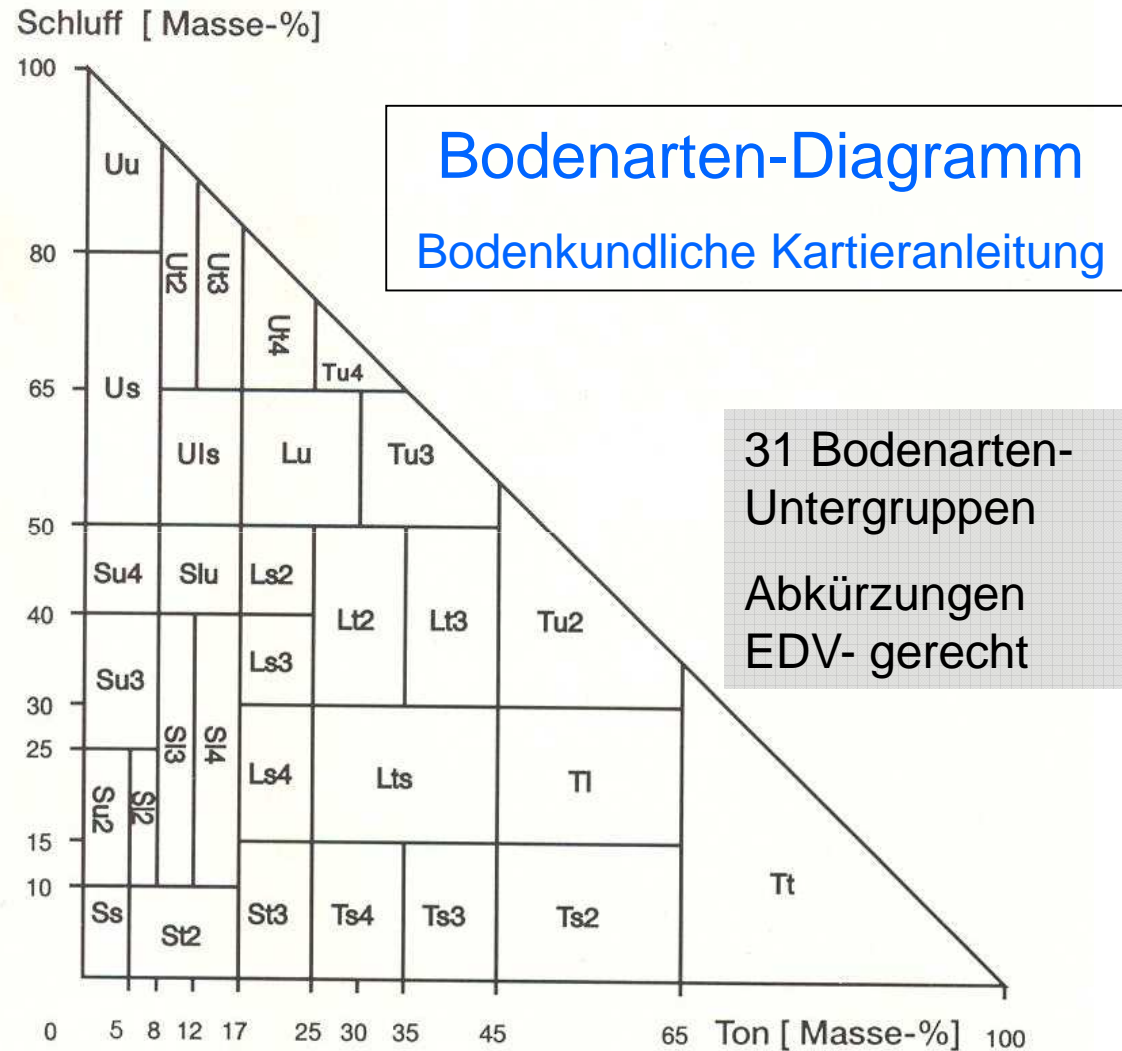 Schluff [ Masse-%]
100
Bodenarten-Diagramm
Bodenkundliche Kartieranleitung
Uu
80
Ut2
Ut3
Ut4
Tu4
65
Us
Uls
Lu
Tu3
31 Bodenarten-
Untergruppen
Abkürzungen
EDV- gerecht
50
Su4
Slu
Ls2
40
Lt2
Lt3
Tu2
Ls3
Su3
30
Sl3
Sl4
25
Ls4
Lts
Tl
Su2
Sl2
15
10
Tt
Ss
St2
St3
Ts4
Ts3
Ts2
0 5 8 12 17 25 30 35 45 65 Ton [ Masse-%] 100